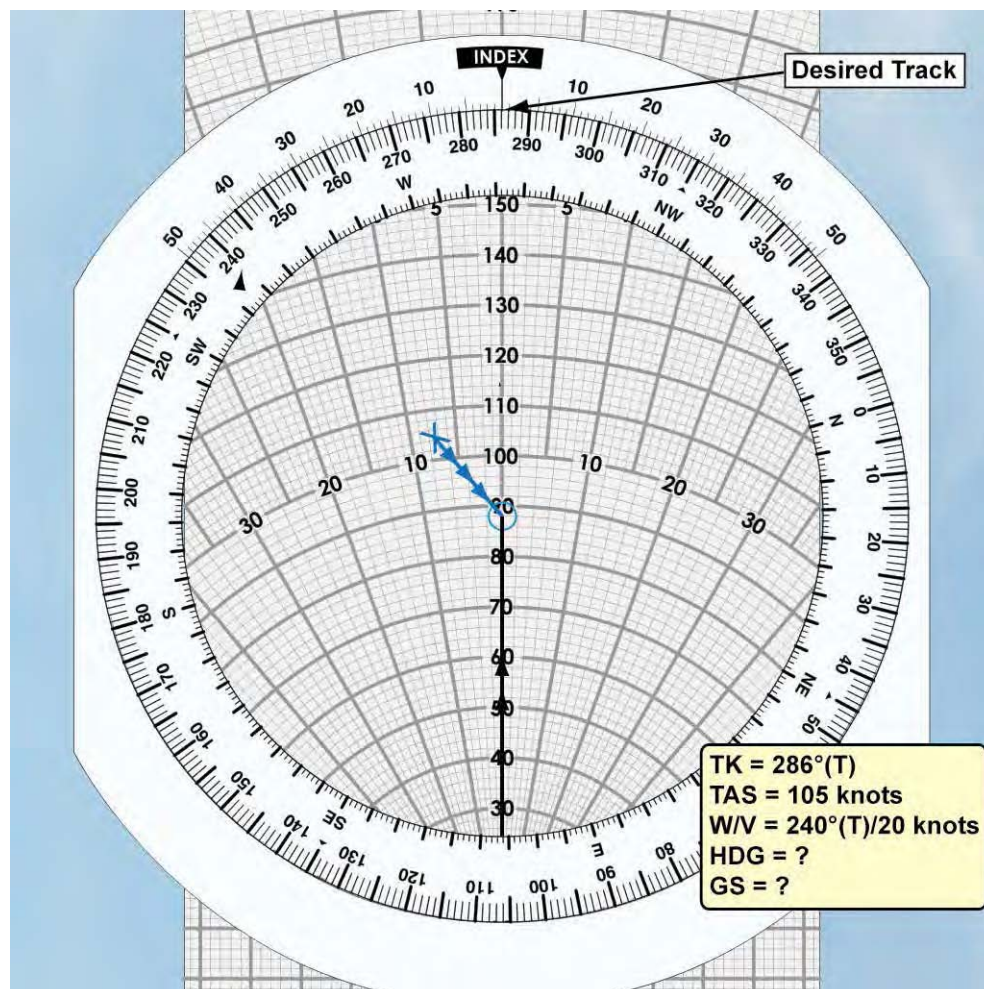 INDEX
Desired Track
10 20 30 40 50
10 20 30 40 50
280 290 300 310 320 330 340 350 0 10 20 30 40 50
80 90 100 110 120 130 140 150 160 170 180 190 200 210 220 230 240 250 260 270
W NW N NE E SE S SW
5 5
150
140
130
120
110
100
90
80
70
60
50
40
30
10 20 30
10 20 30
TK = 286°(T)
TAS = 105 knots
W/V = 240°(T)/20 knots
HDG = ?
GS = ?